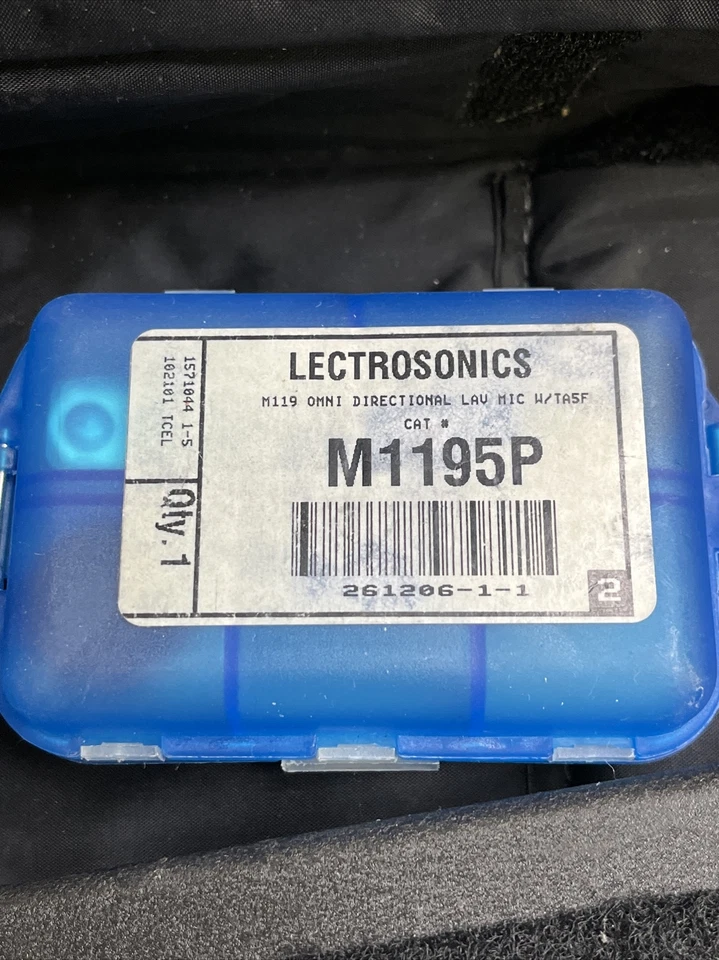 LECTROSONICS
M119 OMNI DIRECTIONAL LAV MIC W/TA5F
CAT #
M1195P
261206-1-1
2
1571044 1-5
102101 TCEL
Qty. 1